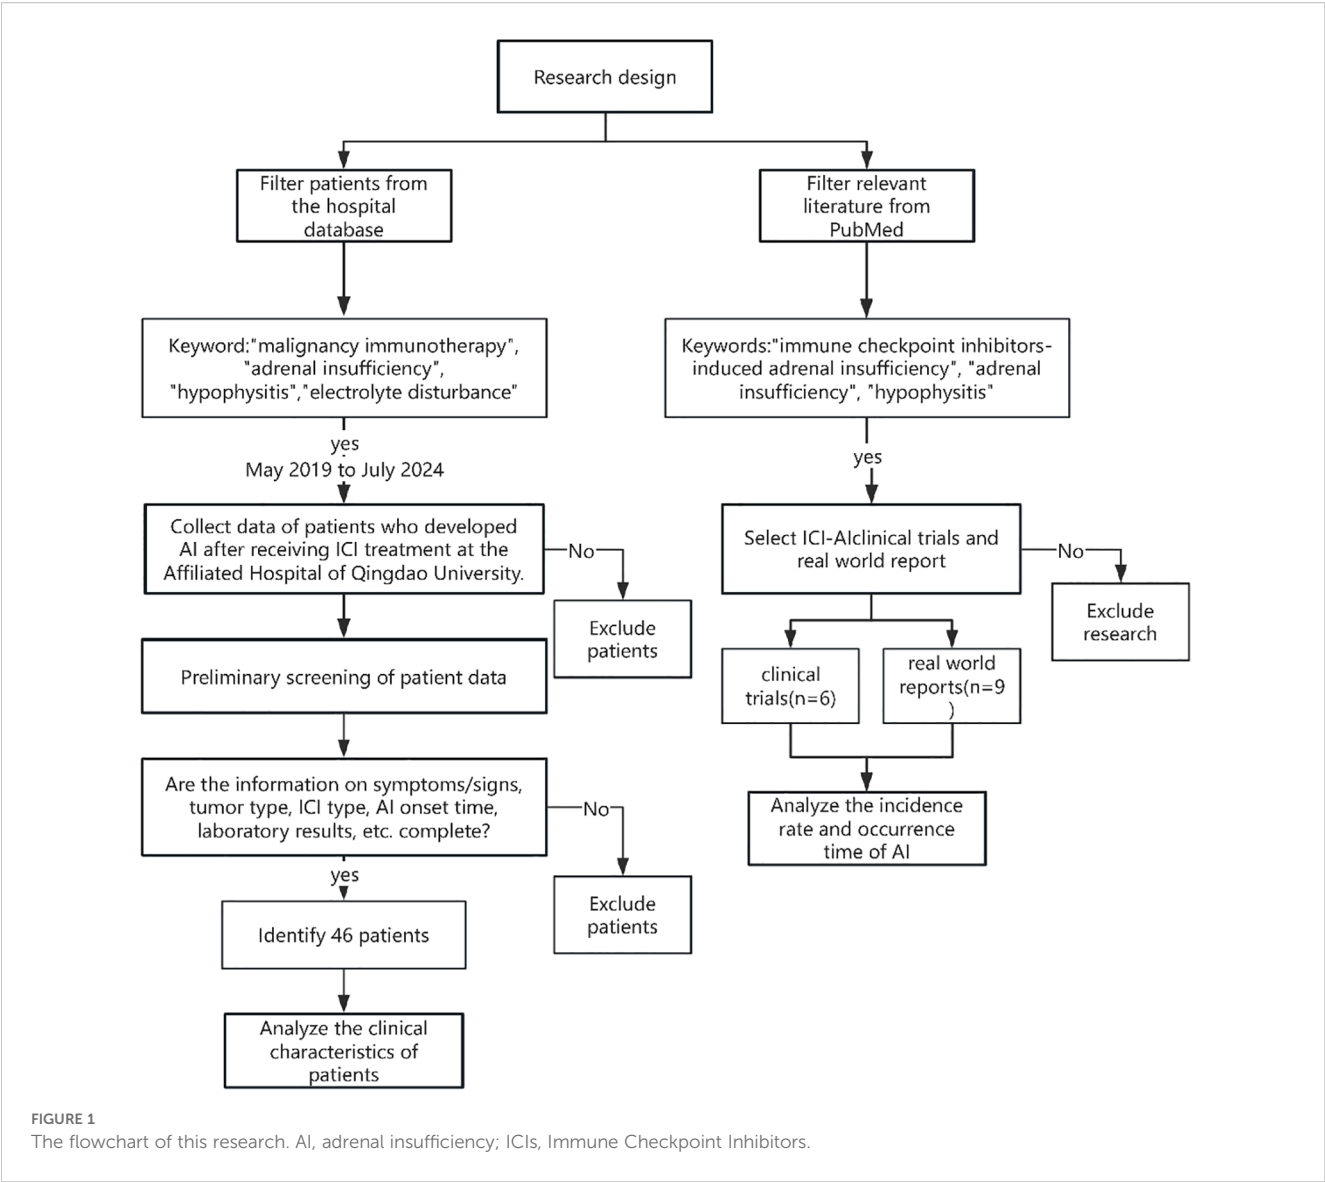 Research design
Filter patients from
the hospital
database
Keyword:"malignancy immunotherapy",
"adrenal insufficiency",
"hypophysitis","electrolyte disturbance"
yes
May 2019 to July 2024
Collect data of patients who developed
AI after receiving ICI treatment at the
Affiliated Hospital of Qingdao University.
No
Exclude
patients
Preliminary screening of patient data
Are the information on symptoms/signs,
tumor type, ICI type, AI onset time,
laboratory results, etc. complete?
No
Exclude
patients
yes
Identify 46 patients
Analyze the clinical
characteristics of
patients
Filter relevant
literature from
PubMed
Keywords:"immune checkpoint inhibitors-
induced adrenal insufficiency", "adrenal
insufficiency", "hypophysitis"
yes
Select ICI-AIclinical trials and
real world report
No
Exclude
research
clinical
trials(n=6)
real world
reports(n=9
)
Analyze the incidence
rate and occurrence
time of AI
FIGURE 1
The flowchart of this research. AI, adrenal insufficiency; ICIs, Immune Checkpoint Inhibitors.